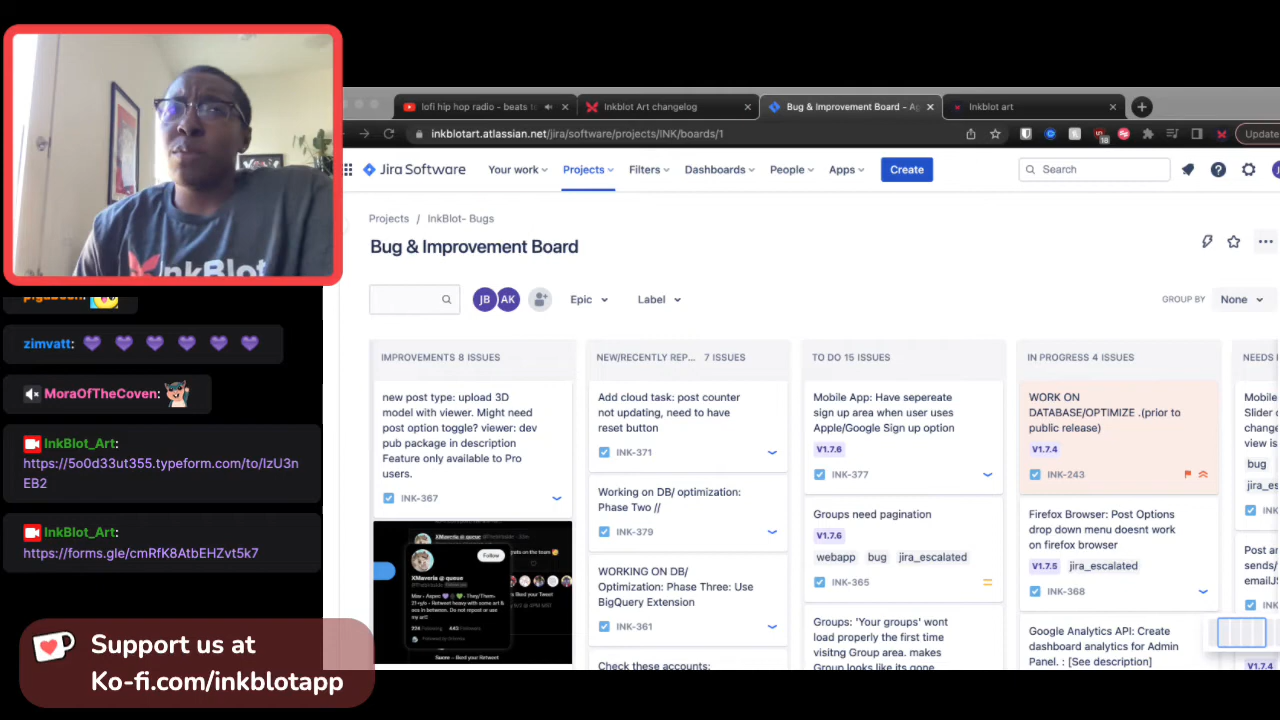 lofi hip hop radio - beats t
Inkblot Art changelog
Bug & Improvement Board - Ag
Inkblot art
inkblotart.atlassian.net/jira/software/projects/INK/boards/1
18
Update
Jira Software
Your work
Projects
Filters
Dashboards
People
Apps
Create
Search
Projects / InkBlot- Bugs
Bug & Improvement Board
JB
AK
Epic
Label
GROUP BY
None
IMPROVEMENTS 8 ISSUES
new post type: upload 3D
model with viewer. Might need
post option toggle? viewer: dev
pub package in description
Feature only available to Pro
users.
INK-367
XMaveria @ queue
Follow
XMaveria @ queue
NEW/RECENTLY REP... 7 ISSUES
Add cloud task: post counter
not updating, need to have
reset button
INK-371
Working on DB/ optimization:
Phase Two //
INK-379
WORKING ON DB/
Optimization: Phase Three: Use
BigQuery Extension
INK-361
Check these accounts:
TO DO 15 ISSUES
Mobile App: Have sepereate
sign up area when user uses
Apple/Google Sign up option
V1.7.6
INK-377
Groups need pagination
V1.7.6
webapp bug jira_escalated
INK-365
Groups: 'Your groups' wont
load properly the first time
visitng Group area. makes
Group looks like its gone
IN PROGRESS 4 ISSUES
WORK ON
DATABASE/OPTIMIZE .(prior to
public release)
V1.7.4
INK-243
Firefox Browser: Post Options
drop down menu doesnt work
on firefox browser
V1.7.5 jira_escalated
INK-368
Google Analytics API: Create
dashboard analytics for Admin
Panel. : [See description]
NEEDS
Mobile
Slider
change
view is
bug
jira_es
INK
Post ar
sends/
emailJS
INK
V1.7.4
InkBlot
zimvatt: 💜 💜 💜 💜 💜 💜
MoraOfTheCoven:
InkBlot_Art:
https://5o0d33ut355.typeform.com/to/IzU3n
EB2
InkBlot_Art:
https://forms.gle/cmRfK8AtbEHZvt5k7
Support us at
Ko-fi.com/inkblotapp